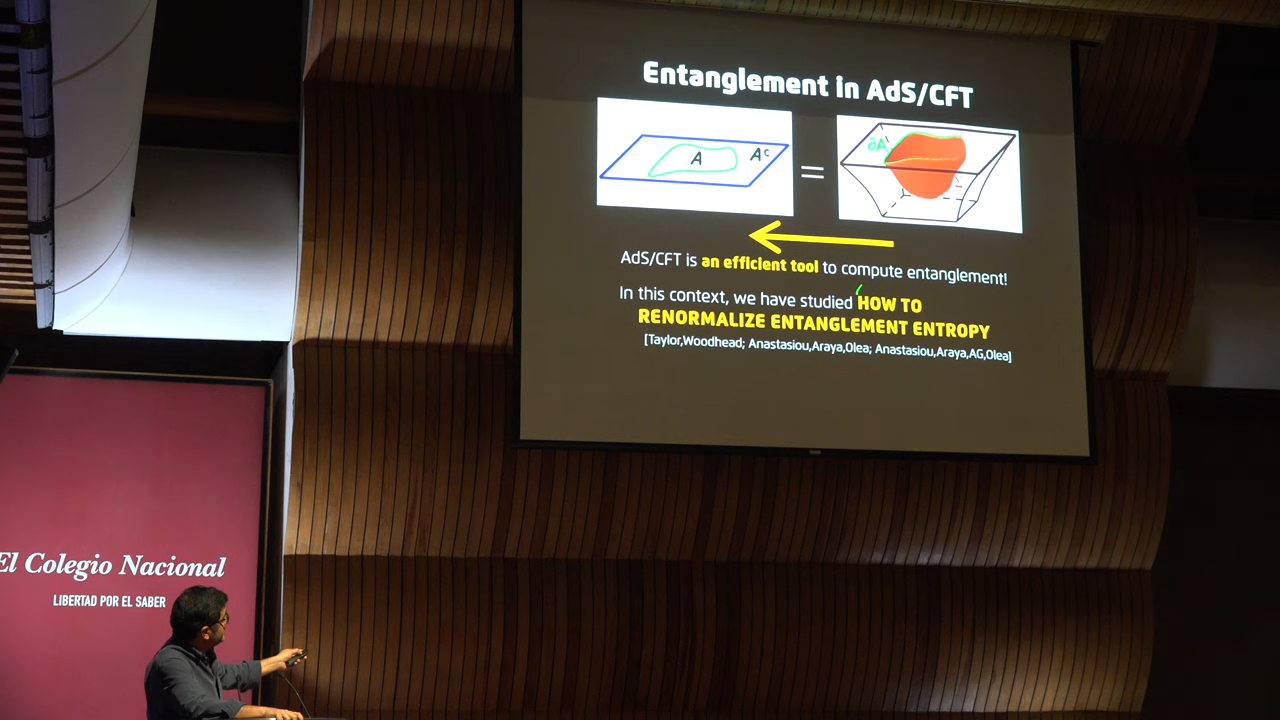 Entanglement in AdS/CFT
A
Aᶜ
=
∂A
AdS/CFT is an efficient tool to compute entanglement!
In this context, we have studied HOW TO
RENORMALIZE ENTANGLEMENT ENTROPY
[Taylor,Woodhead; Anastasiou,Araya,Olea; Anastasiou,Araya,AG,Olea]
El Colegio Nacional
LIBERTAD POR EL SABER